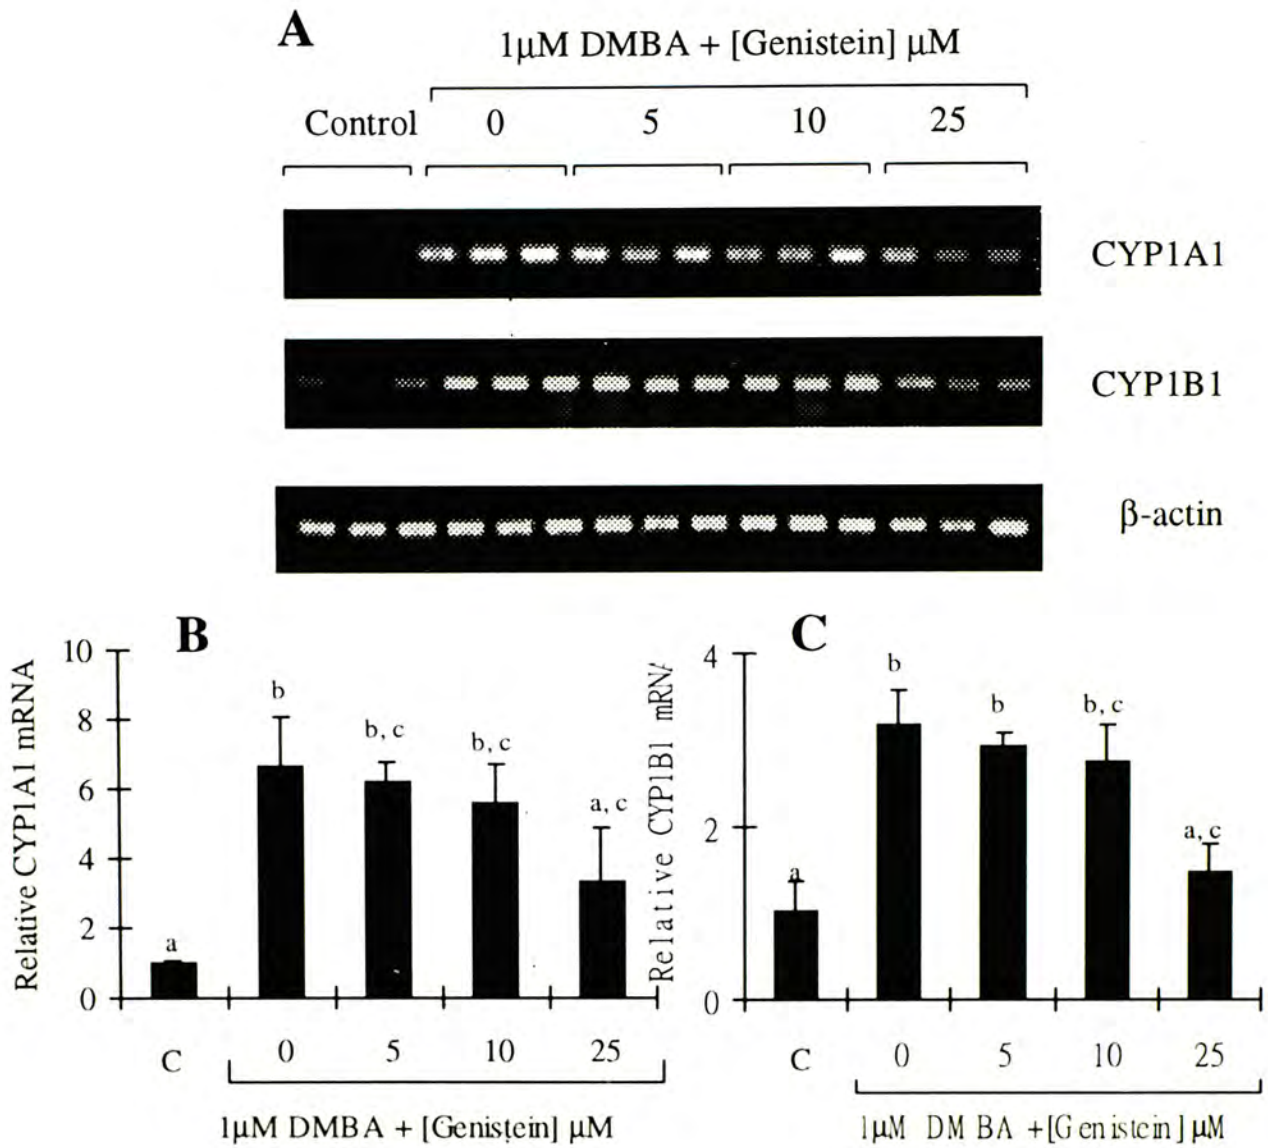 A
1μM DMBA + [Genistein] μM
Control 0 5 10 25
CYP1A1
CYP1B1
β-actin
B
Relative CYP1A1 mRNA
10
8
6
4
2
0
a
b
b, c
b, c
a, c
C 0 5 10 25
1μM DMBA + [Genistein] μM
C
Relative CYP1B1 mRNA
4
2
0
a
b
b
b, c
a, c
C 0 5 10 25
1μM DMBA +[Genistein] μM